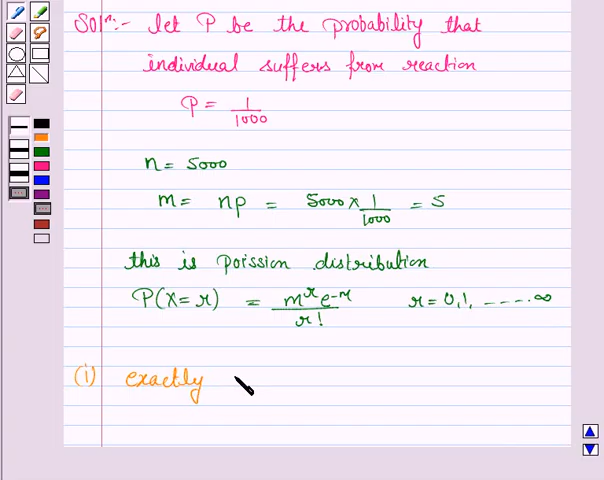 Solⁿ:- let P be the probability that
individual suffers from reaction
P = 1/1000
n = 5000
m = np = 5000 × 1/1000 = 5
this is poission distribution
P(X = r) = m^r e^-m / r! r = 0,1, ------ ∞
(i) exactly